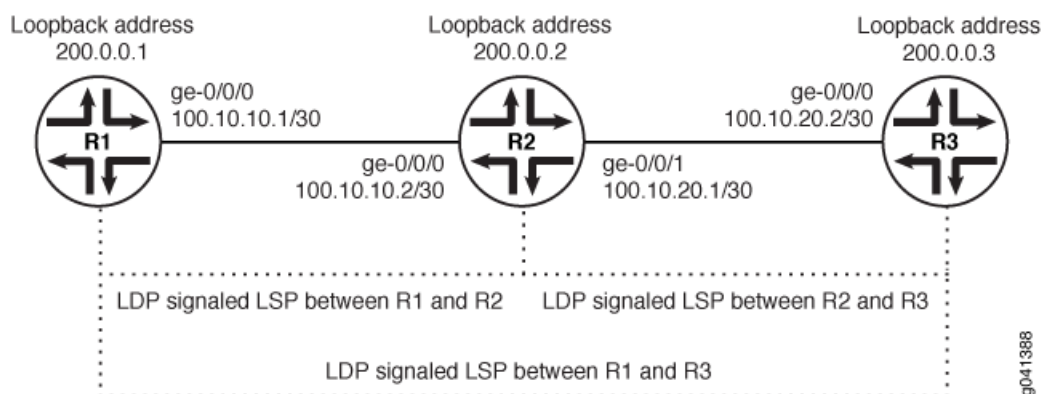 Loopback address
200.0.0.1
Loopback address
200.0.0.2
Loopback address
200.0.0.3
ge-0/0/0
100.10.10.1/30
ge-0/0/0
100.20.20.2/30
R1
R2
R3
ge-0/0/0
100.10.10.2/30
ge-0/0/1
100.10.20.1/30
LDP signaled LSP between R1 and R2
LDP signaled LSP between R2 and R3
LDP signaled LSP between R1 and R3
g041388